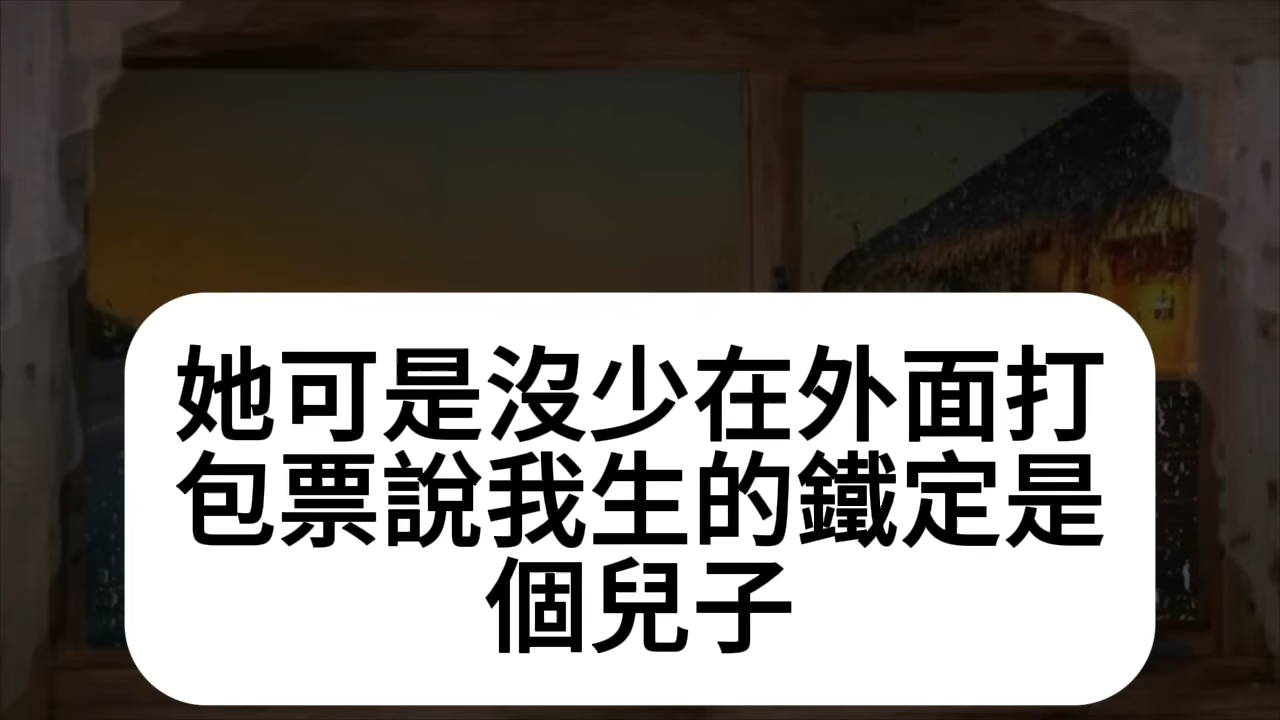 她可是沒少在外面打
包票說我生的鐵定是
個兒子